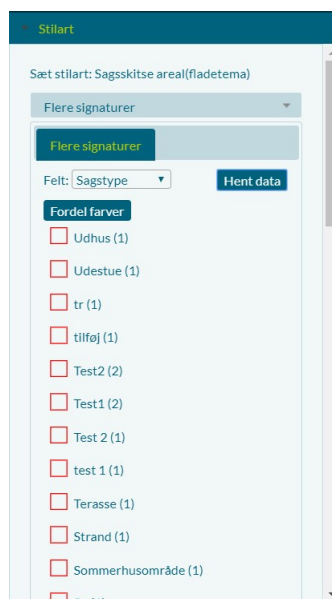 Stilart
Sæt stilart: Sagsskitse areal(fladetema)
Flere signaturer
Flere signaturer
Felt: Sagstype Hent data
Fordel farver
Udhus (1)
Udestue (1)
tr (1)
tilføj (1)
Test2 (2)
Test1 (2)
Test 2 (1)
test 1 (1)
Terasse (1)
Strand (1)
Sommerhusområde (1)